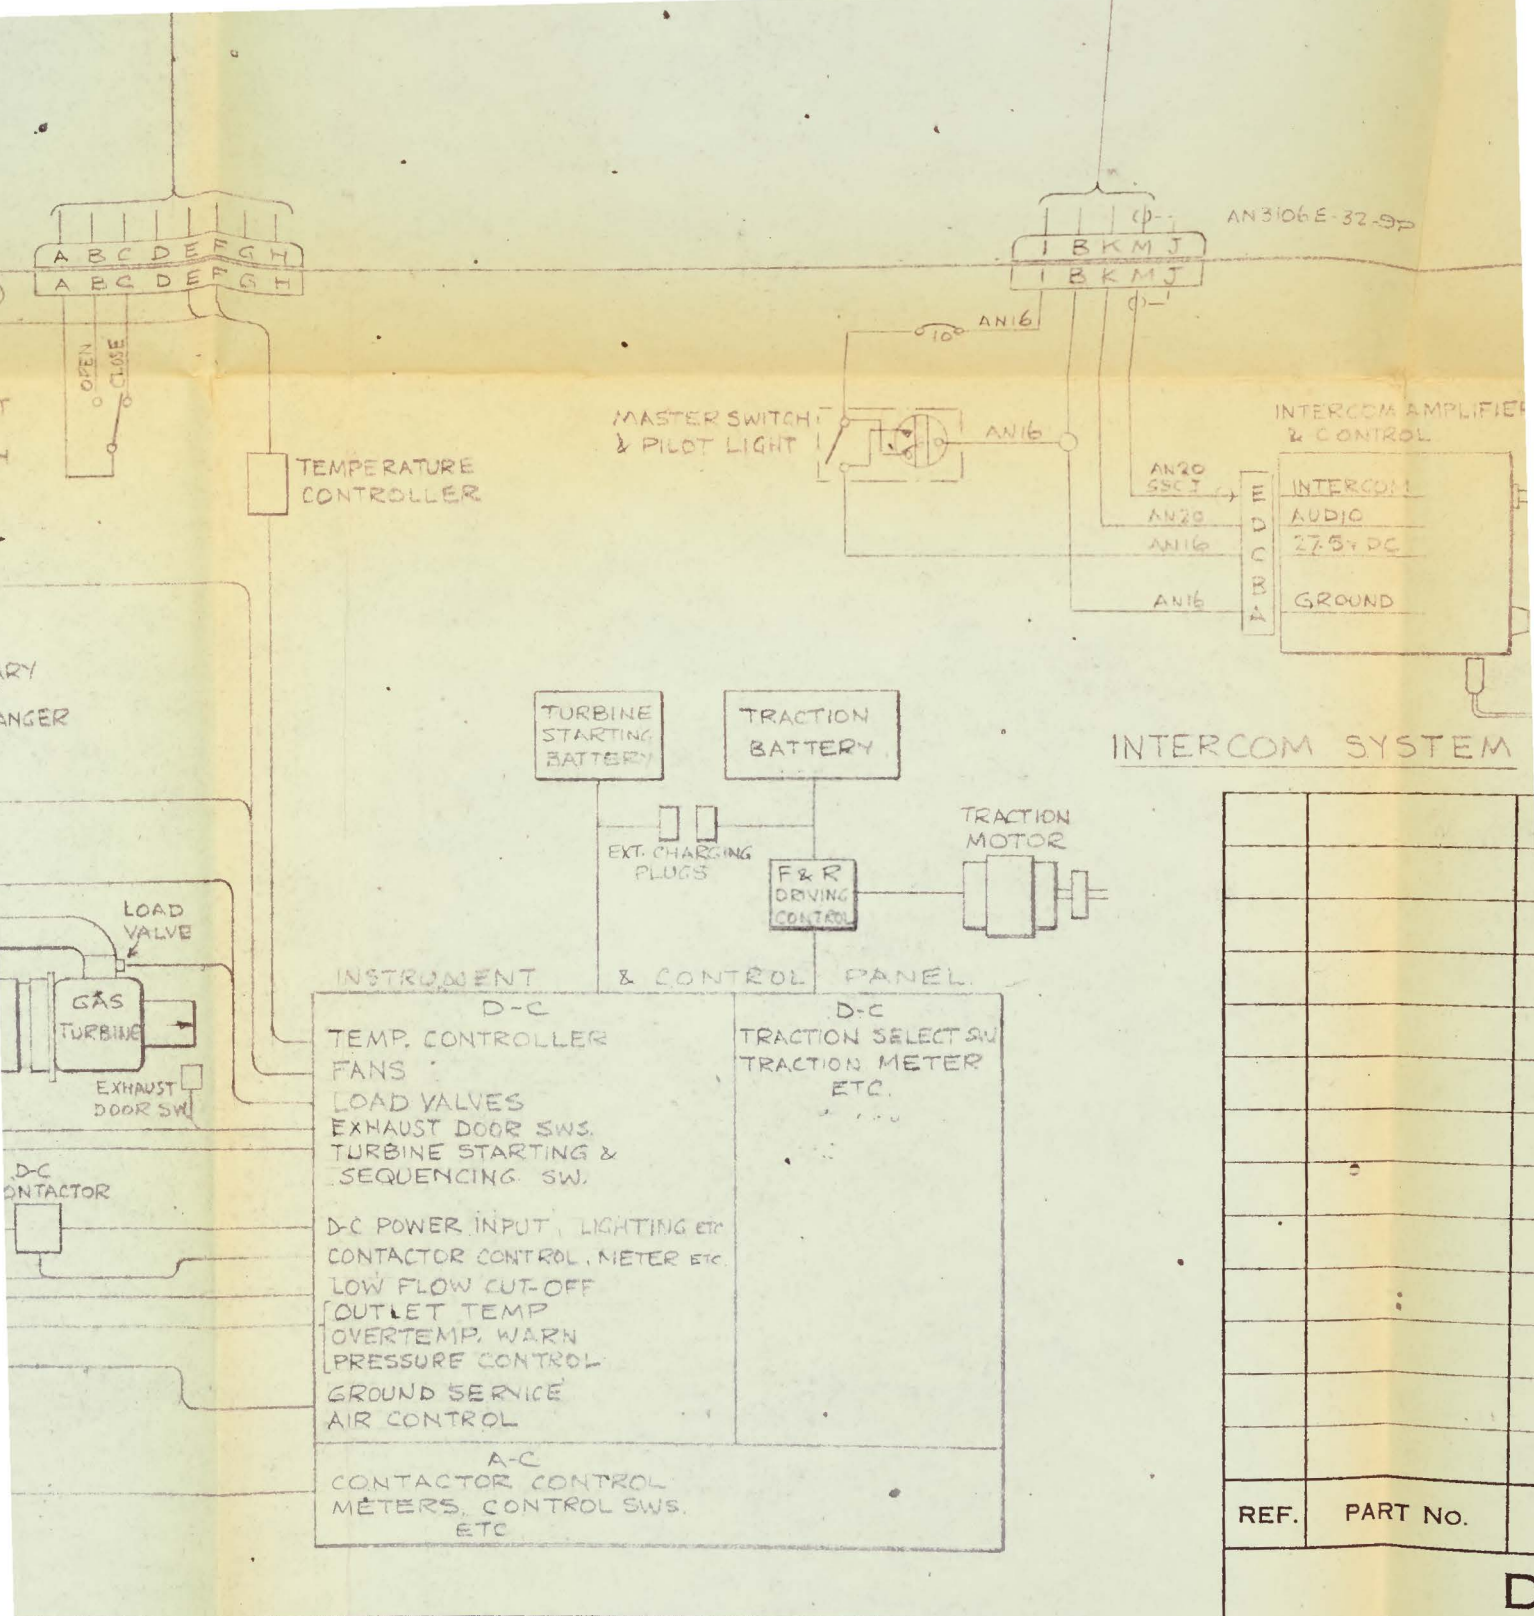 A B C D E F G H
A B C D E F G H
OPEN
CLOSE
TEMPERATURE
CONTROLLER
AN3106E-32-9P
I B K M J
I B K M J
AN16
10
MASTER SWITCH
& PILOT LIGHT
AN16
INTERCOM AMPLIFIER
& CONTROL
AN20
AN20
AN16
AN16
E
D
C
B
A
INTERCOM
AUDIO
27.5V DC
GROUND
INTERCOM SYSTEM
ARY
ANGER
TURBINE
STARTING
BATTERY
TRACTION
BATTERY
EXT. CHARGING
PLUGS
F & R
DRIVING
CONTROL
TRACTION
MOTOR
LOAD
VALVE
GAS
TURBINE
EXHAUST
DOOR SW
D-C
ONTACTOR
INSTRUMENT & CONTROL PANEL.
D-C
TEMP. CONTROLLER
FANS
LOAD VALVES
EXHAUST DOOR SWS.
TURBINE STARTING &
SEQUENCING SW.
D-C POWER INPUT, LIGHTING ETC
CONTACTOR CONTROL, METER ETC.
LOW FLOW CUT-OFF
OUTLET TEMP
OVERTEMP. WARN
PRESSURE CONTROL
GROUND SERVICE
AIR CONTROL
D-C
TRACTION SELECT SW
TRACTION METER
ETC.
A-C
CONTACTOR CONTROL
METERS, CONTROL SWS.
ETC
REF. PART No.
D